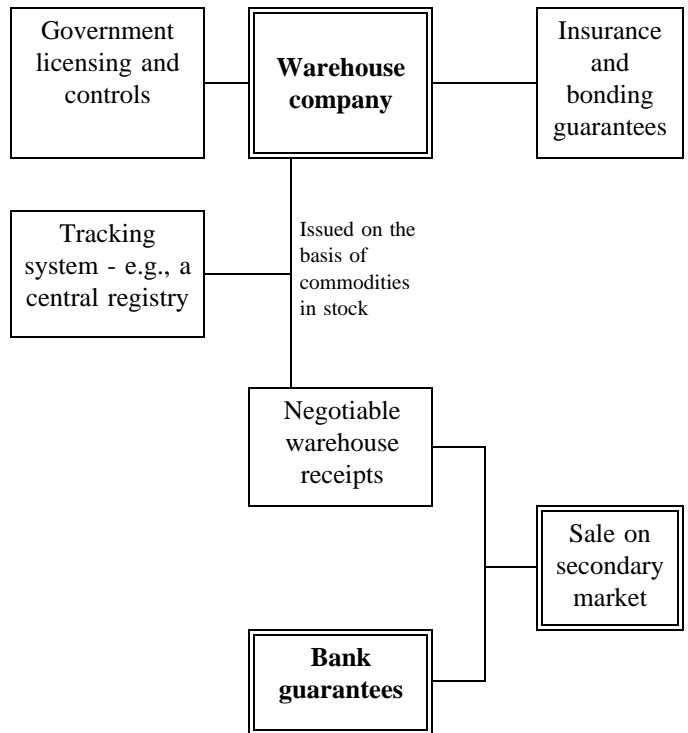 Government
licensing and
controls
Warehouse
company
Insurance
and
bonding
guarantees
Tracking
system - e.g., a
central registry
Issued on the
basis of
commodities
in stock
Negotiable
warehouse
receipts
Sale on
secondary
market
Bank
guarantees